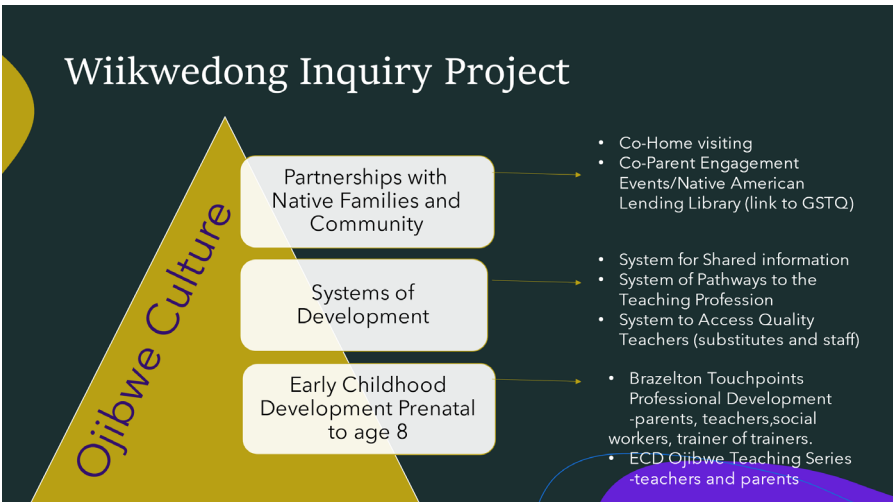 Wiikwedong Inquiry Project
Ojibwe Culture
Partnerships with
Native Families and
Community
• Co-Home visiting
• Co-Parent Engagement
Events/Native American
Lending Library (link to GSTQ)
Systems of
Development
• System for Shared information
• System of Pathways to the
Teaching Profession
• System to Access Quality
Teachers (substitutes and staff)
Early Childhood
Development Prenatal
to age 8
• Brazelton Touchpoints
Professional Development
-parents, teachers,social
workers, trainer of trainers.
• ECD Ojibwe Teaching Series
-teachers and parents